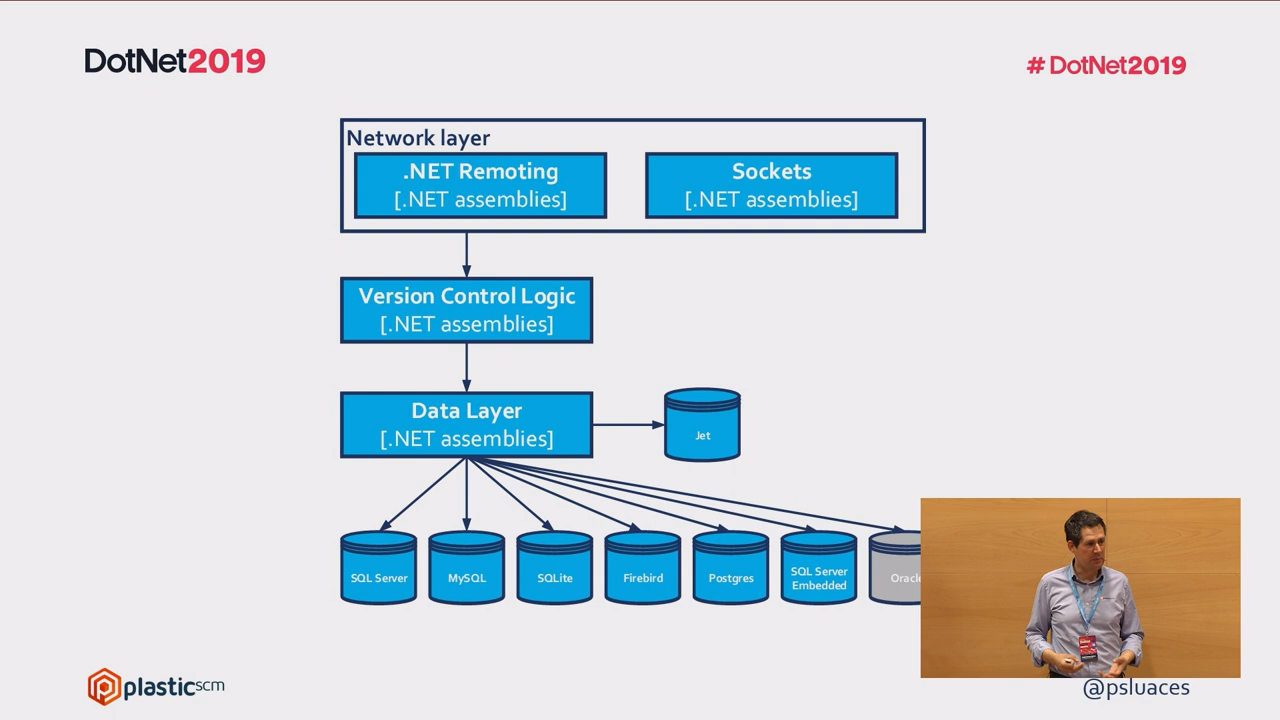 DotNet2019
# DotNet2019
Network layer
.NET Remoting
[.NET assemblies]
Sockets
[.NET assemblies]
Version Control Logic
[.NET assemblies]
Data Layer
[.NET assemblies]
Jet
SQL Server
MySQL
SQLite
Firebird
Postgres
SQL Server
Embedded
Oracle
plasticscm
@psluaces